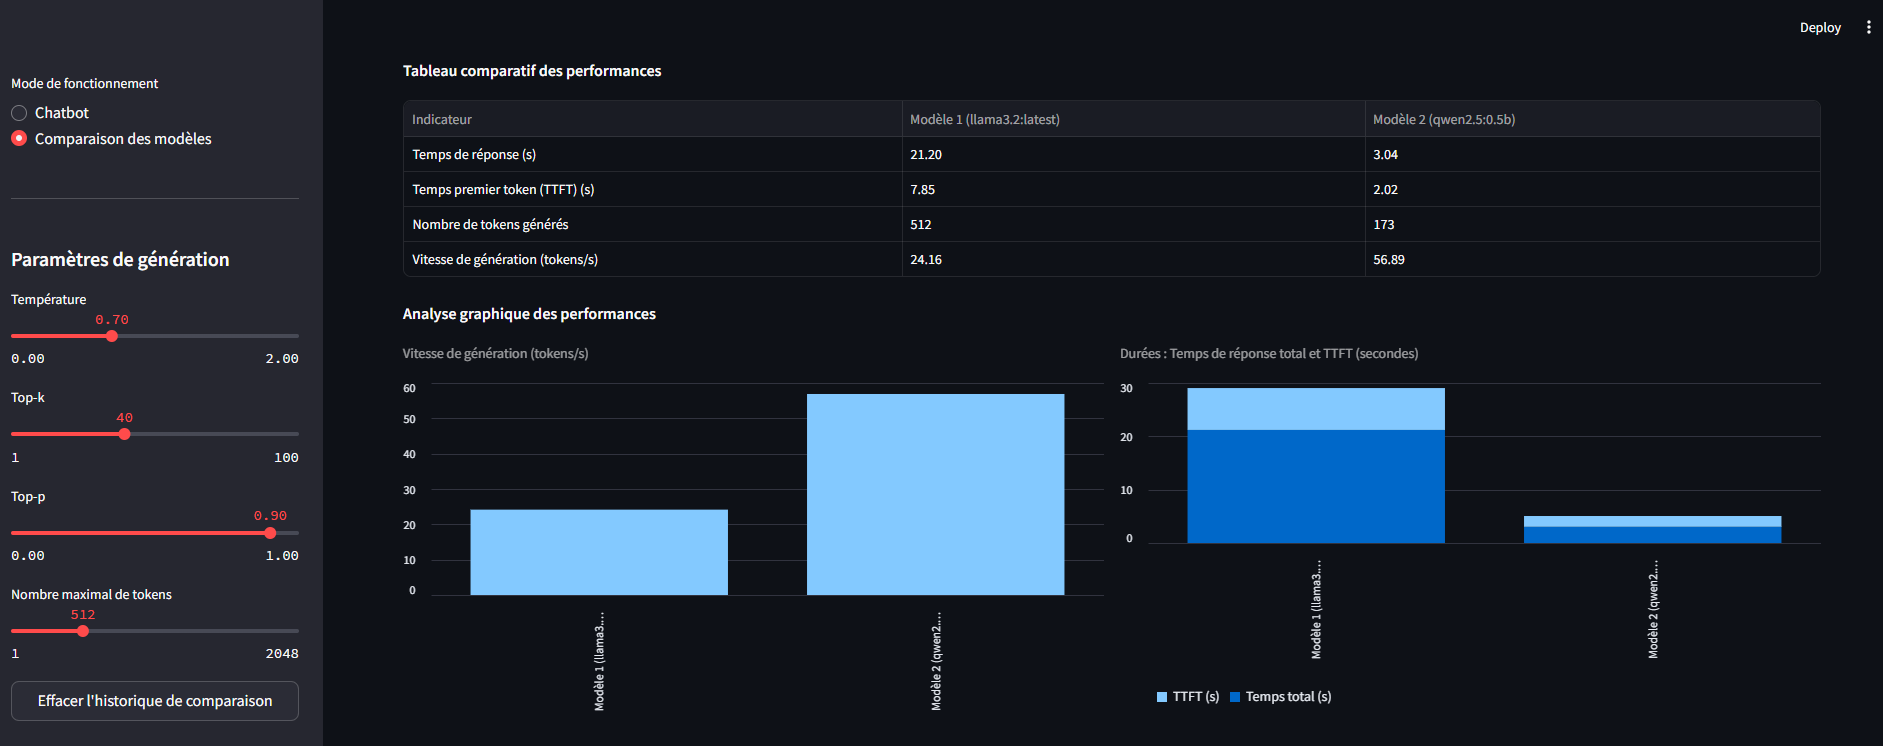 Deploy
Mode de fonctionnement
Chatbot
Comparaison des modèles
Paramètres de génération
Température
0.70
0.00 2.00
Top-k
40
1 100
Top-p
0.90
0.00 1.00
Nombre maximal de tokens
512
1 2048
Effacer l'historique de comparaison
Tableau comparatif des performances
Indicateur Modèle 1 (llama3.2:latest) Modèle 2 (qwen2.5:0.5b)
Temps de réponse (s) 21.20 3.04
Temps premier token (TTFT) (s) 7.85 2.02
Nombre de tokens générés 512 173
Vitesse de génération (tokens/s) 24.16 56.89
Analyse graphique des performances
Vitesse de génération (tokens/s)
60
50
40
30
20
10
0
Modèle 1 (llama3.…
Modèle 2 (qwen2.…
Durées : Temps de réponse total et TTFT (secondes)
30
20
10
0
Modèle 1 (llama3.…
Modèle 2 (qwen2.…
TTFT (s) Temps total (s)